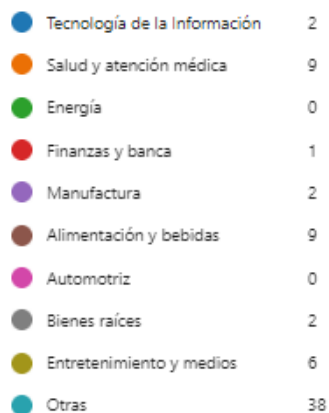 Tecnología de la Información 2
Salud y atención médica 9
Energía 0
Finanzas y banca 1
Manufactura 2
Alimentación y bebidas 9
Automotriz 0
Bienes raíces 2
Entretenimiento y medios 6
Otras 38